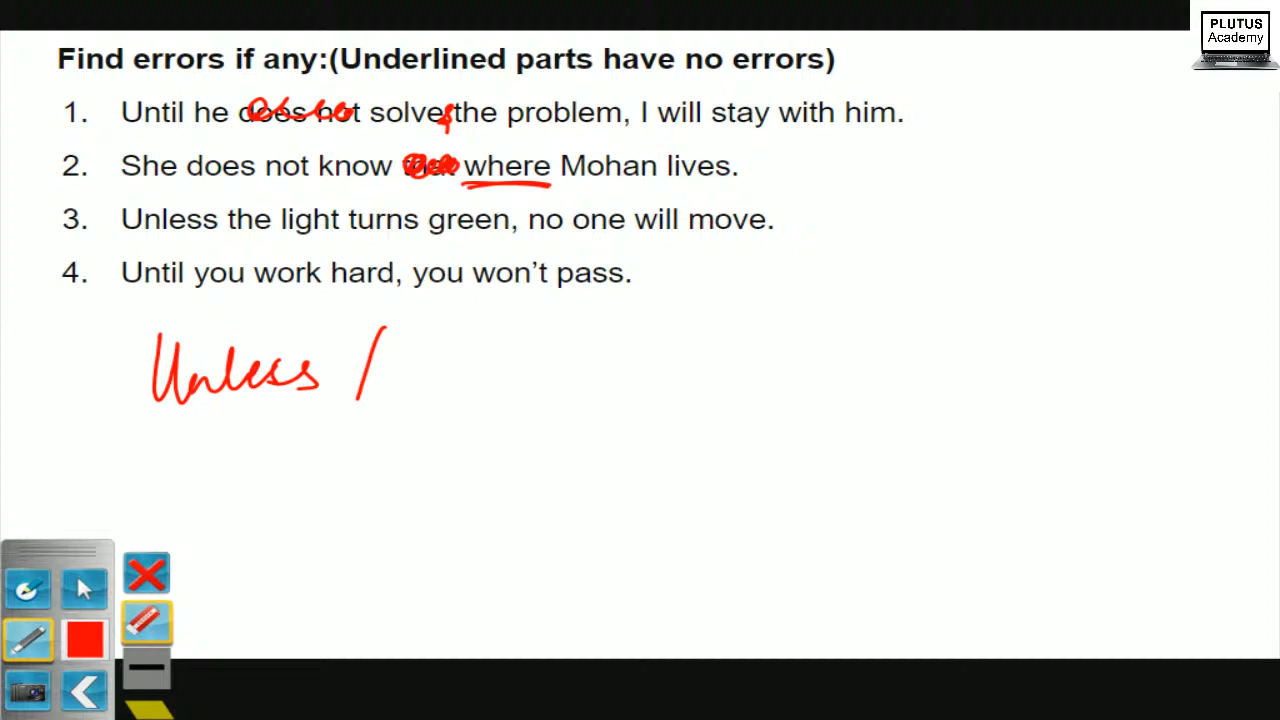 PLUTUS
Academy
Find errors if any:(Underlined parts have no errors)
1. Until he does not solve the problem, I will stay with him.
2. She does not know that where Mohan lives.
3. Unless the light turns green, no one will move.
4. Until you work hard, you won't pass.
Unless /